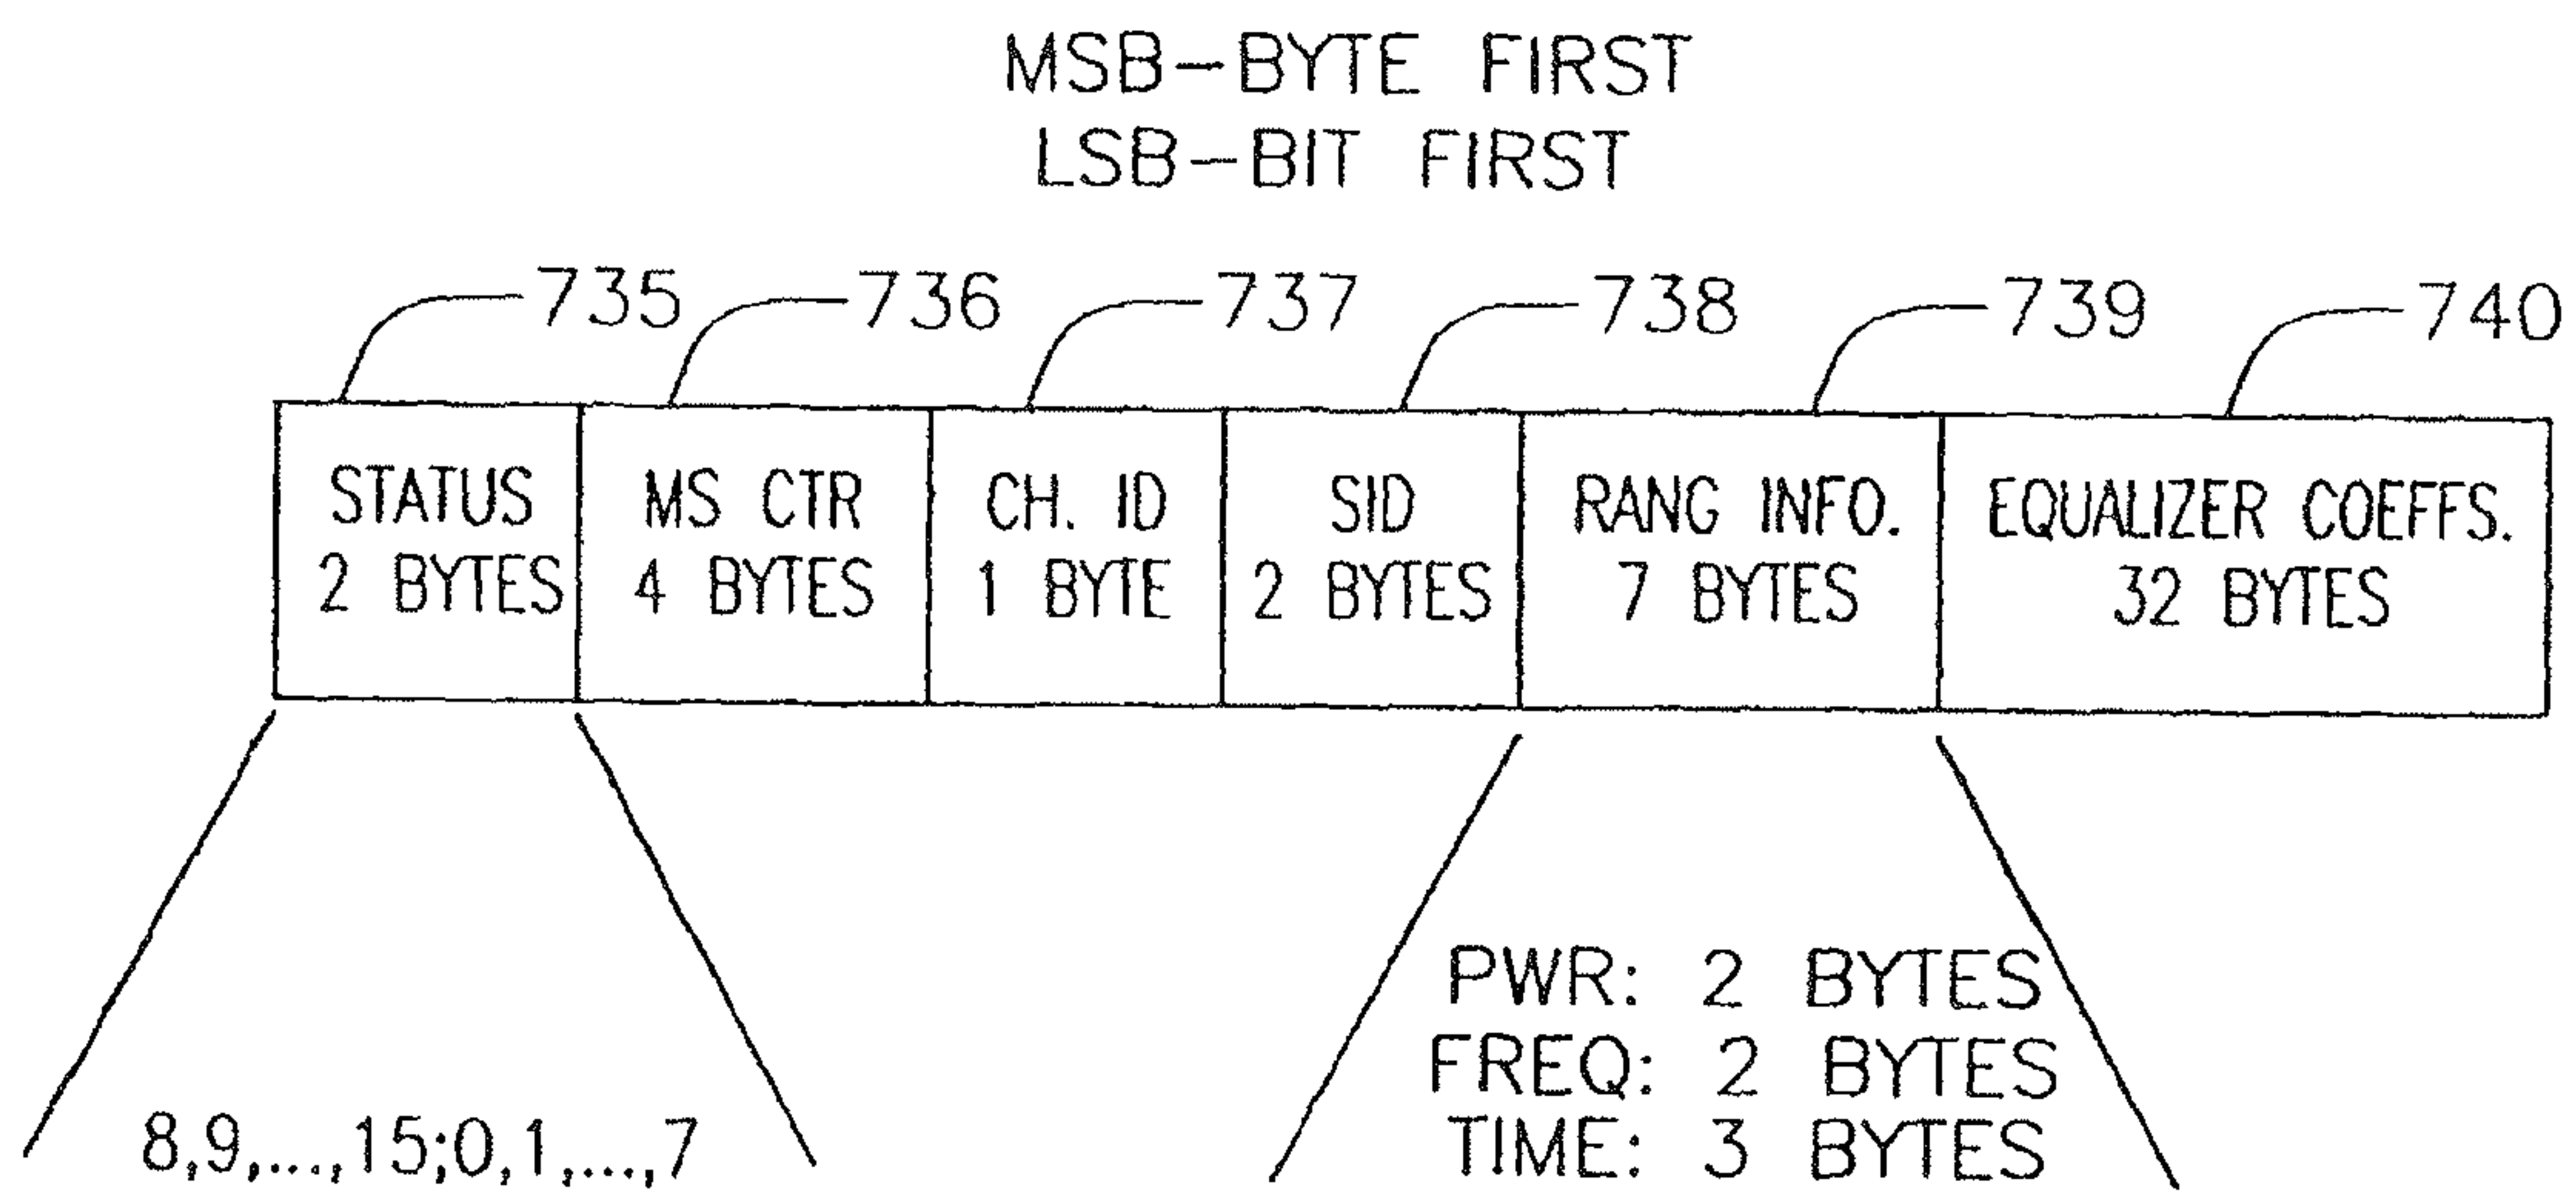 MSB-BYTE FIRST
LSB-BIT FIRST
735 736 737 738 739 740
STATUS MS CTR CH. ID SID RANG INFO. EQUALIZER COEFFS.
2 BYTES 4 BYTES 1 BYTE 2 BYTES 7 BYTES 32 BYTES
PWR: 2 BYTES
FREQ: 2 BYTES
8,9,...,15;0,1,...,7 TIME: 3 BYTES